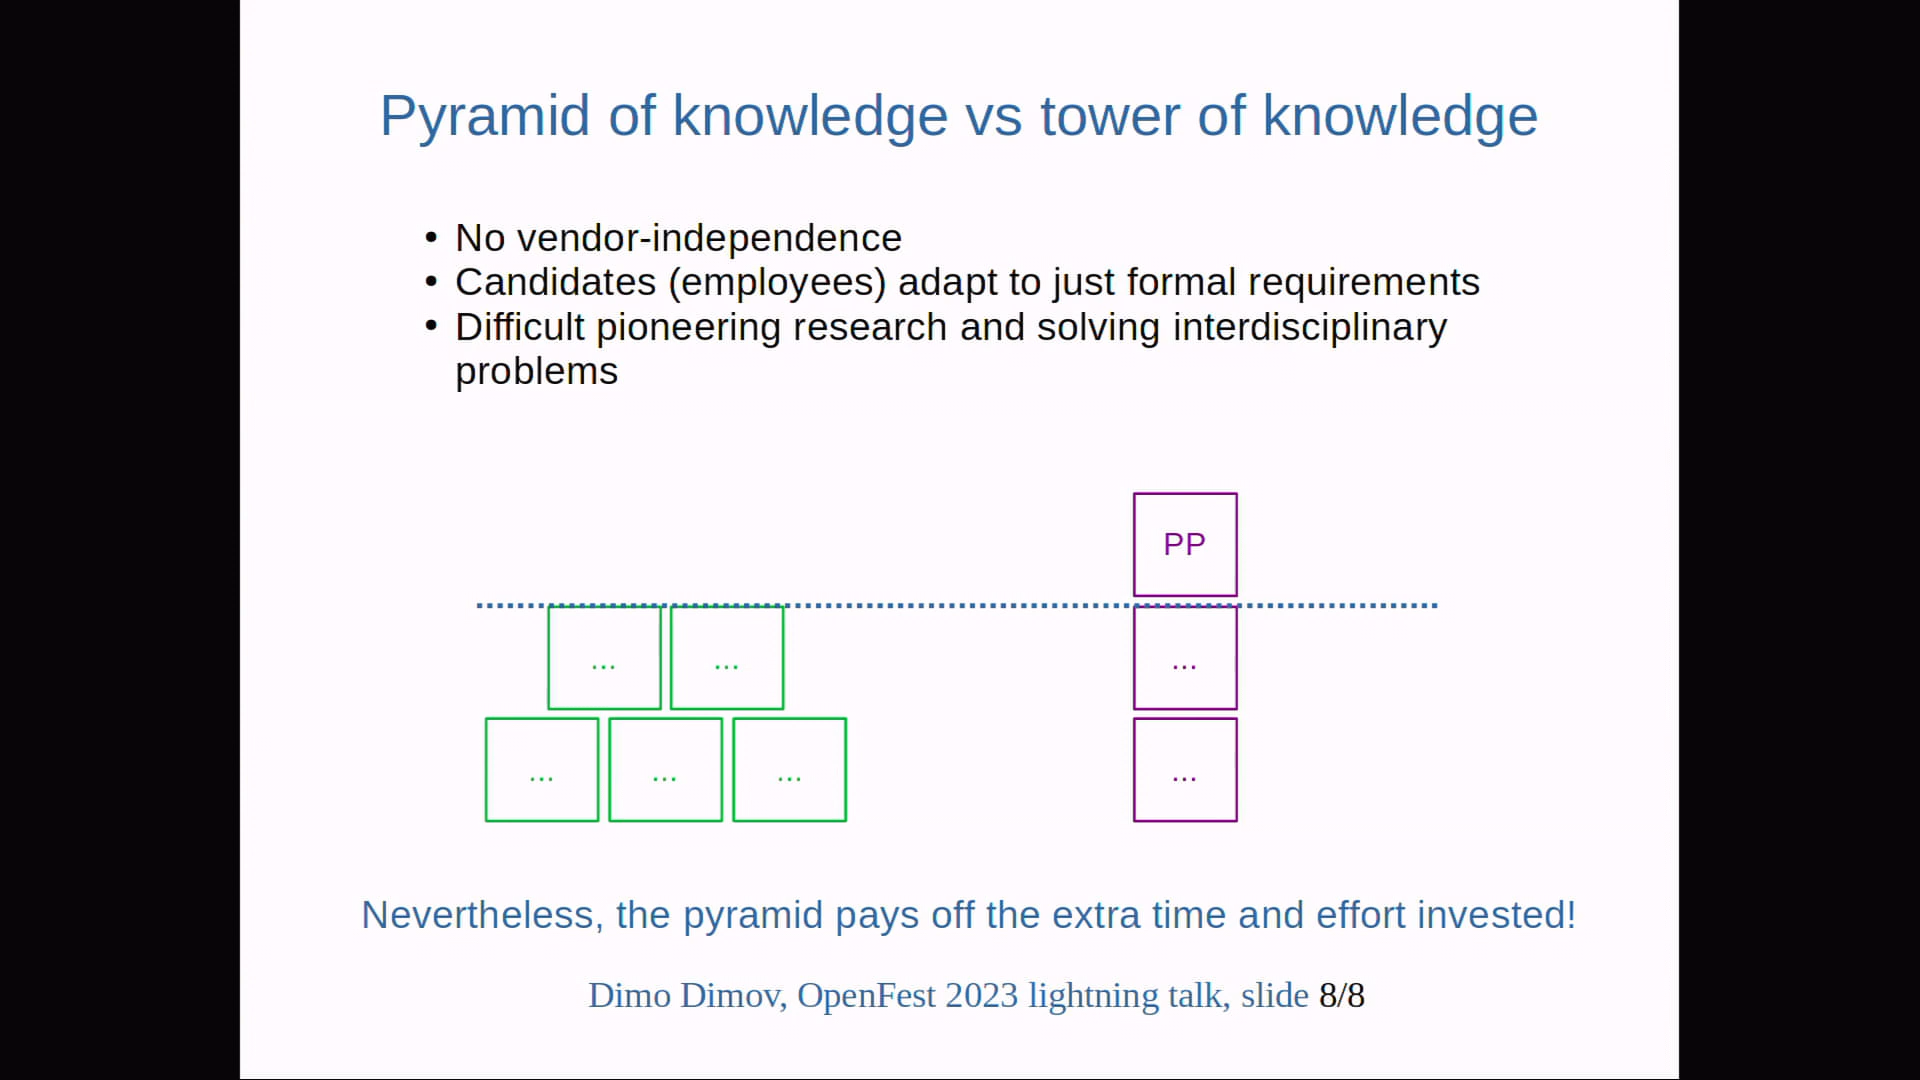 Pyramid of knowledge vs tower of knowledge
• No vendor-independence
• Candidates (employees) adapt to just formal requirements
• Difficult pioneering research and solving interdisciplinary
problems
PP
... ... ...
... ... ... ...
Nevertheless, the pyramid pays off the extra time and effort invested!
Dimo Dimov, OpenFest 2023 lightning talk, slide 8/8